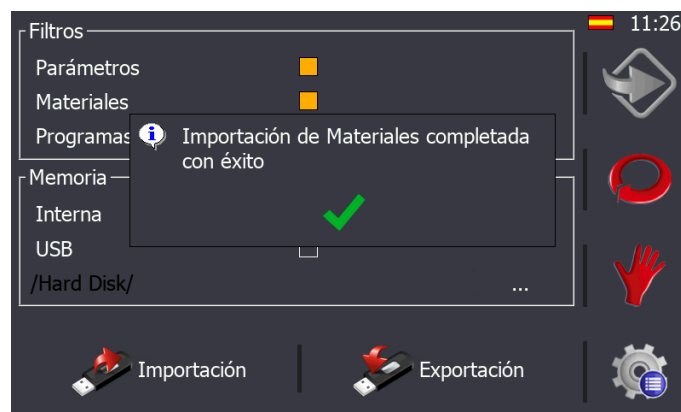 Filtros
11:26
Parámetros
Materiales
Programas
Importación de Materiales completada
con éxito
Memoria
Interna
USB
/Hard Disk/
...
Importación
Exportación